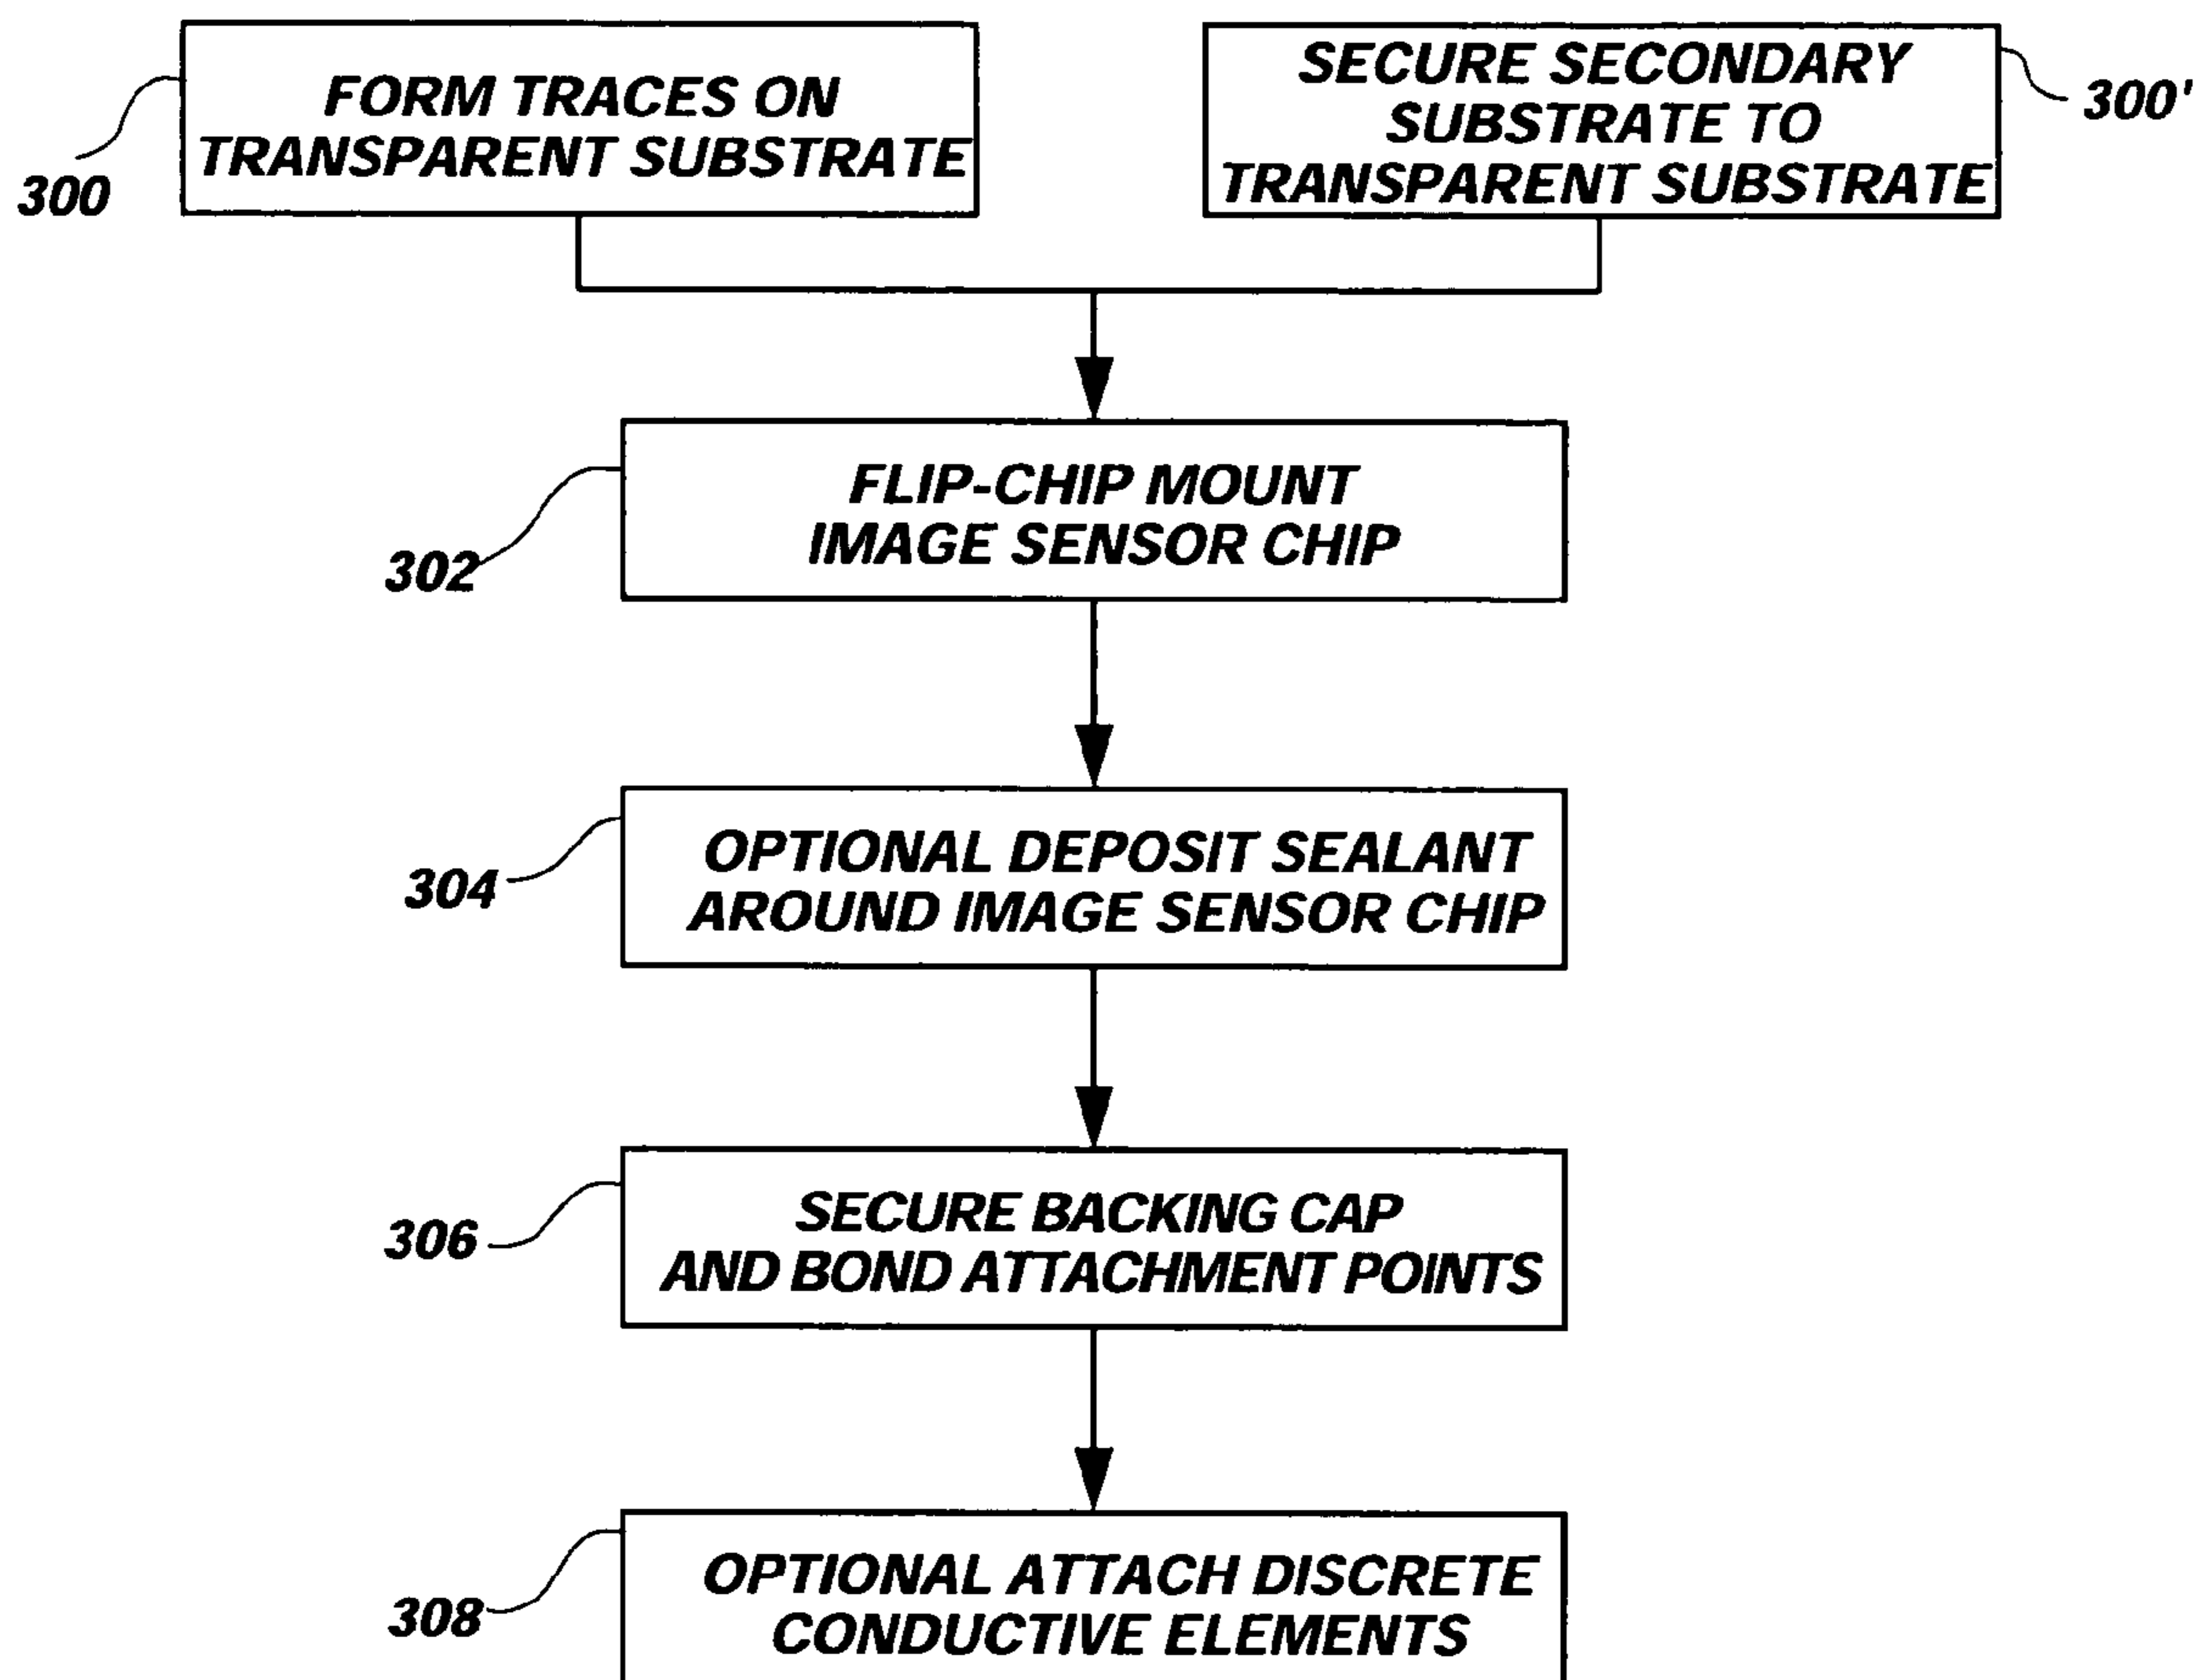 FORM TRACES ON
TRANSPARENT SUBSTRATE
300
SECURE SECONDARY
SUBSTRATE TO
TRANSPARENT SUBSTRATE
300'
FLIP-CHIP MOUNT
IMAGE SENSOR CHIP
302
OPTIONAL DEPOSIT SEALANT
AROUND IMAGE SENSOR CHIP
304
SECURE BACKING CAP
AND BOND ATTACHMENT POINTS
306
OPTIONAL ATTACH DISCRETE
CONDUCTIVE ELEMENTS
308